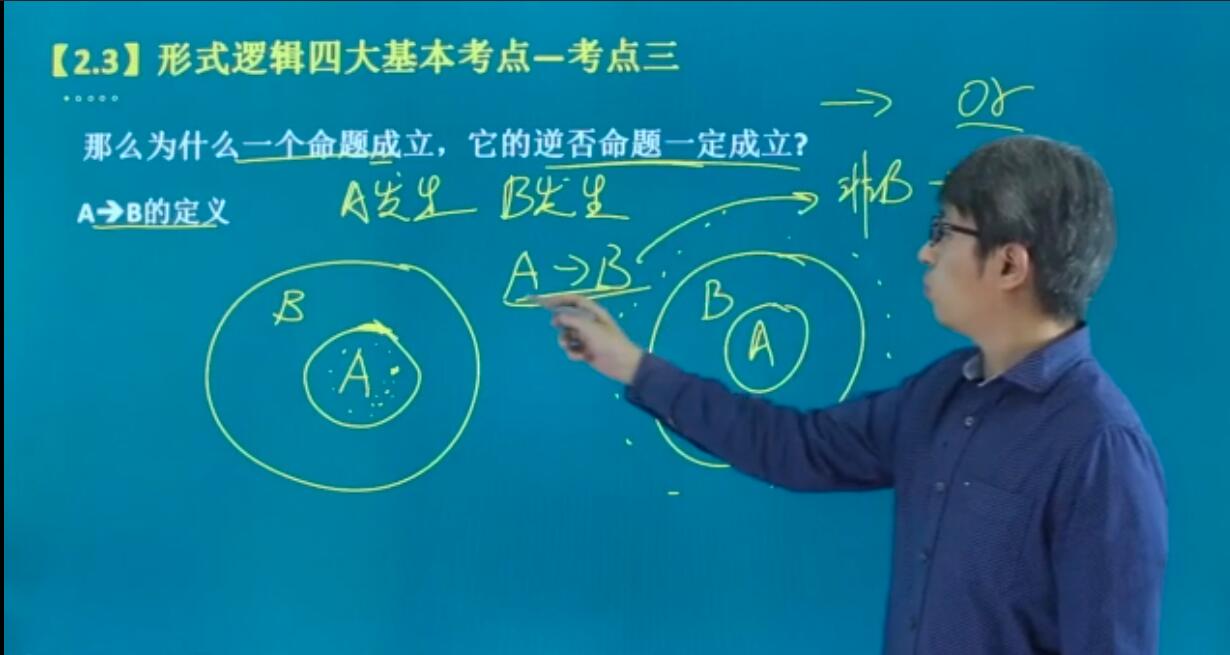 【2.3】形式逻辑四大基本考点—考点三
→ or
那么为什么一个命题成立，它的逆否命题一定成立?
A→B的定义
A发生 B发生
非B
A→B
B
A
B
A